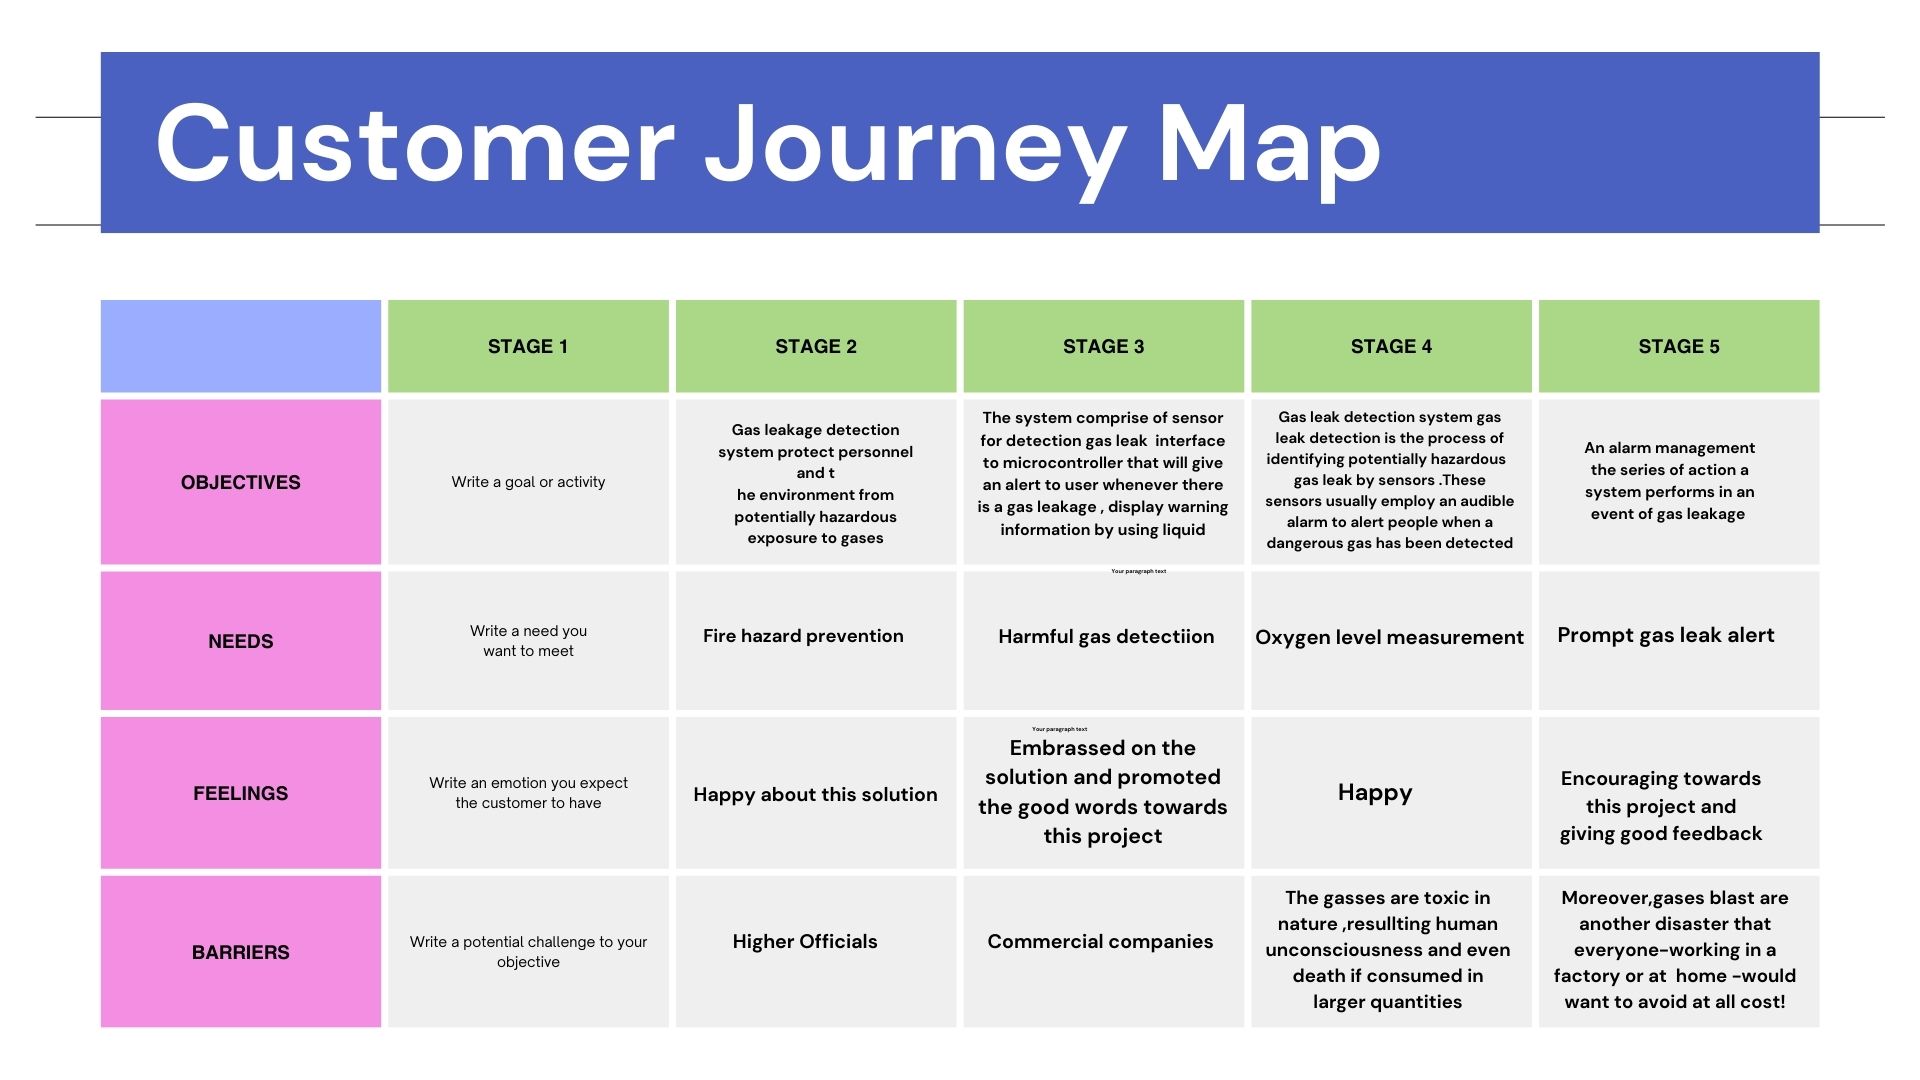 Customer Journey Map
STAGE 1
STAGE 2
STAGE 3
STAGE 4
STAGE 5
OBJECTIVES
Write a goal or activity
Gas leakage detection
system protect personnel
and t
he environment from
potentially hazardous
exposure to gases
The system comprise of sensor
for detection gas leak interface
to microcontroller that will give
an alert to user whenever there
is a gas leakage , display warning
information by using liquid
Gas leak detection system gas
leak detection is the process of
identifying potentially hazardous
gas leak by sensors .These
sensors usually employ an audible
alarm to alert people when a
dangerous gas has been detected
An alarm management
the series of action a
system performs in an
event of gas leakage
NEEDS
Write a need you
want to meet
Fire hazard prevention
Your paragraph text
Harmful gas detectiion
Oxygen level measurement
Prompt gas leak alert
FEELINGS
Write an emotion you expect
the customer to have
Happy about this solution
Your paragraph text
Embrassed on the
solution and promoted
the good words towards
this project
Happy
Encouraging towards
this project and
giving good feedback
BARRIERS
Write a potential challenge to your
objective
Higher Officials
Commercial companies
The gasses are toxic in
nature ,resullting human
unconsciousness and even
death if consumed in
larger quantities
Moreover,gases blast are
another disaster that
everyone-working in a
factory or at home -would
want to avoid at all cost!